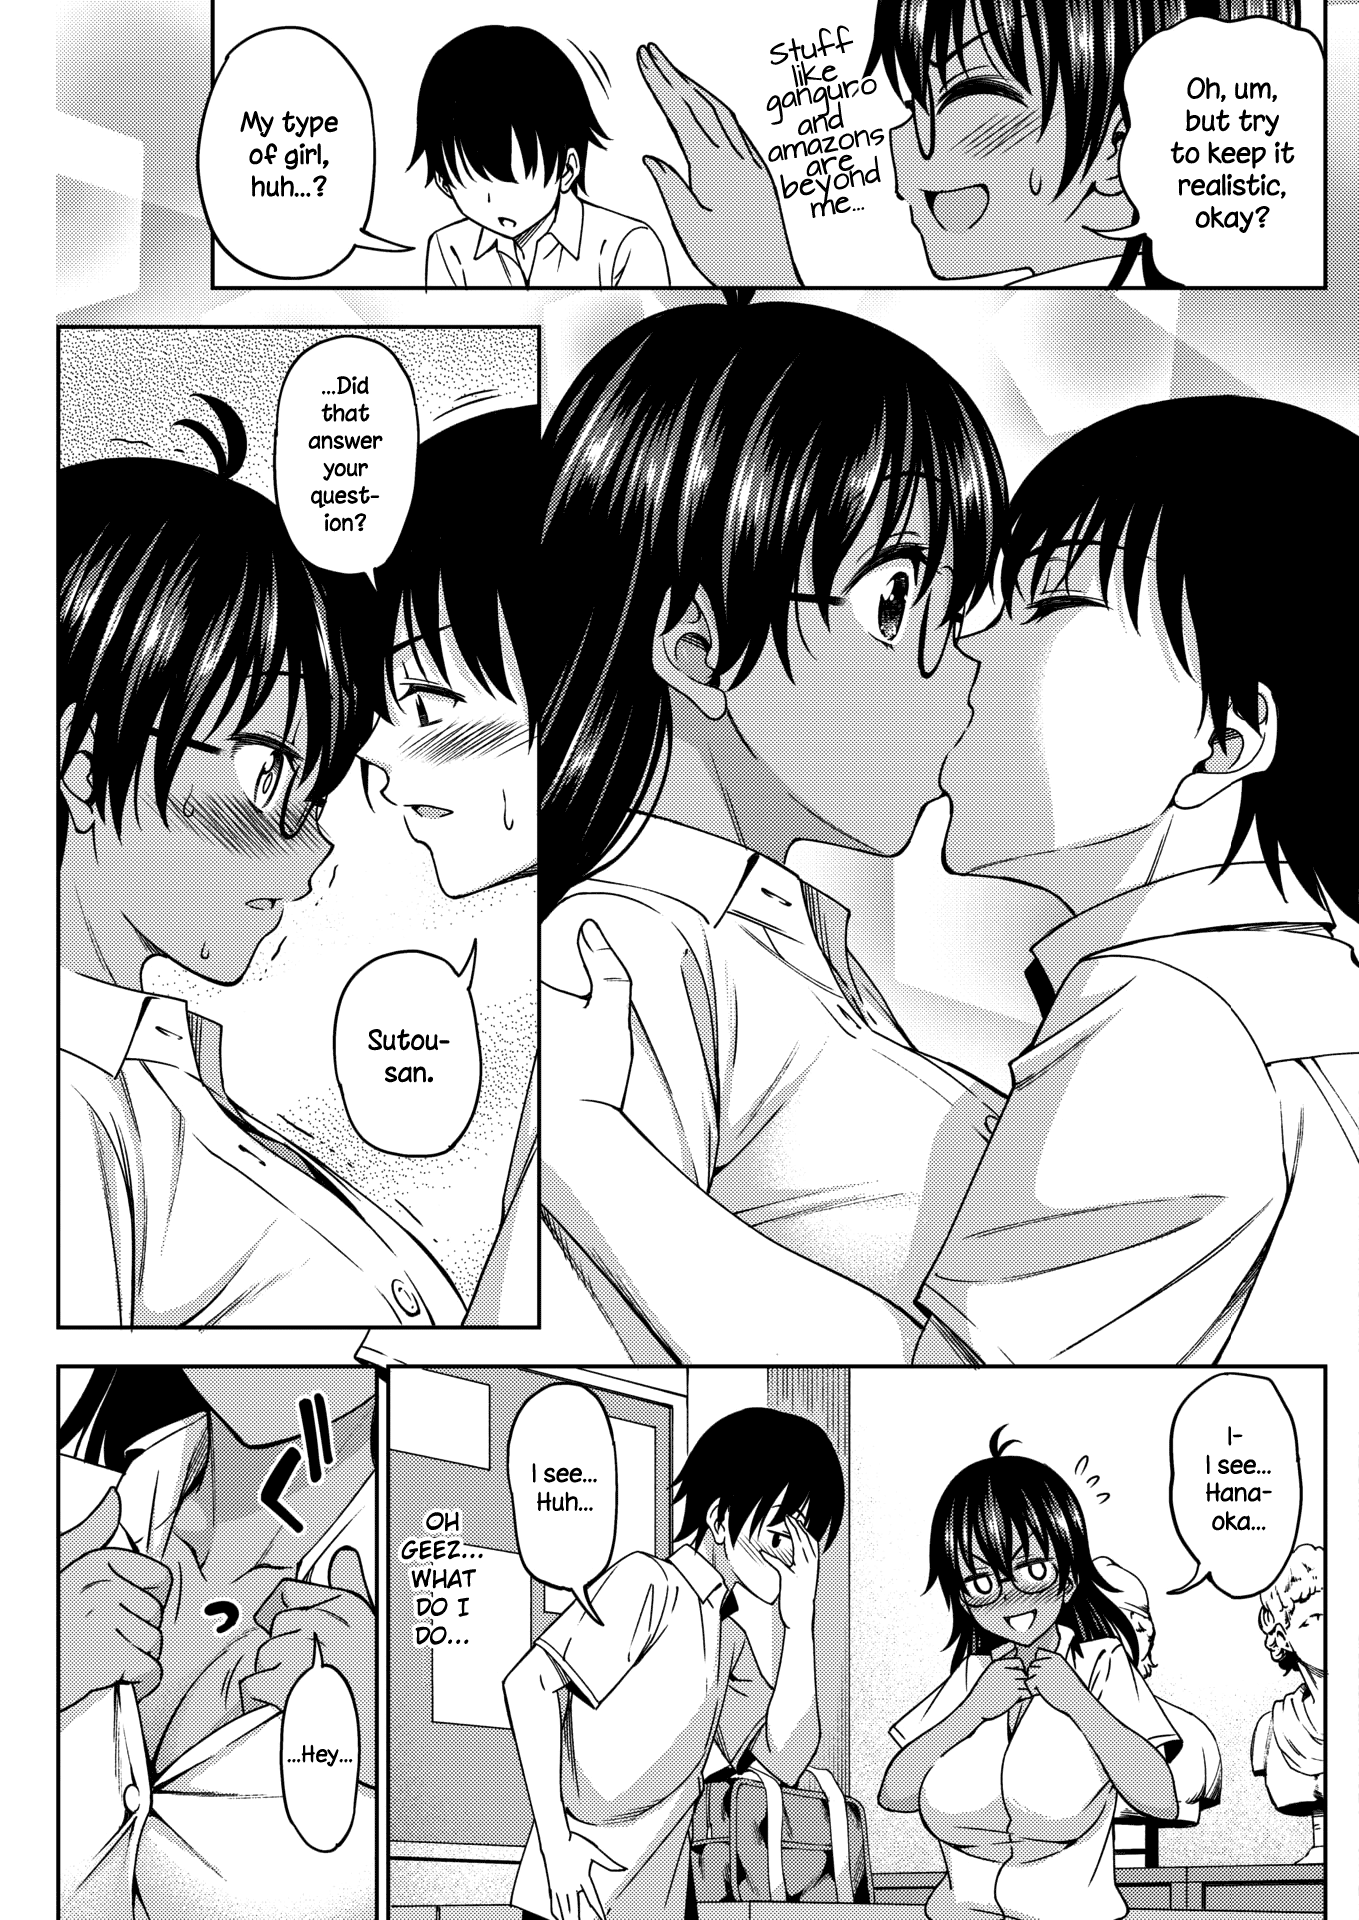 Oh, um,
but try
to keep it
realistic,
okay?
Stuff
like
ganguro
and
amazons
are
beyond
me...
My type
of girl,
huh...?
...Did
that
answer
your
quest-
ion?
Sutou-
san.
I-
I see...
Hana-
oka...
I see...
Huh...
OH
GEEZ...
WHAT
DO I
DO...
...Hey...